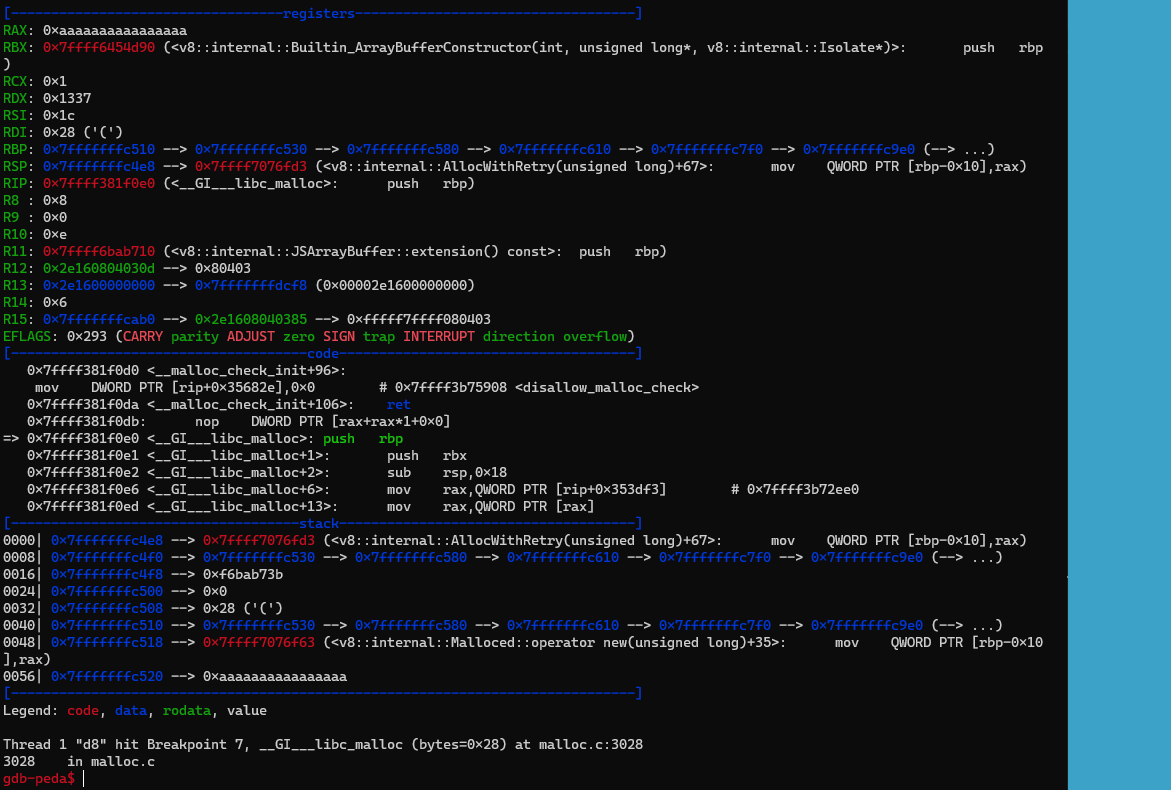 [----------------------------------registers-----------------------------------]
RAX: 0xaaaaaaaaaaaaaaaa
RBX: 0x7ffff6454d90 (<v8::internal::Builtin_ArrayBufferConstructor(int, unsigned long*, v8::internal::Isolate*)>:       push   rbp
)
RCX: 0x1
RDX: 0x1337
RSI: 0x1c
RDI: 0x28 ('(')
RBP: 0x7fffffffc510 --> 0x7fffffffc530 --> 0x7fffffffc580 --> 0x7fffffffc610 --> 0x7fffffffc7f0 --> 0x7fffffffc9e0 (--> ...)
RSP: 0x7fffffffc4e8 --> 0x7ffff7076fd3 (<v8::internal::AllocWithRetry(unsigned long)+67>:       mov    QWORD PTR [rbp-0x10],rax)
RIP: 0x7ffff381f0e0 (<__GI___libc_malloc>:      push   rbp)
R8 : 0x8
R9 : 0x0
R10: 0xe
R11: 0x7ffff6bab710 (<v8::internal::JSArrayBuffer::extension() const>:  push   rbp)
R12: 0x2e160804030d --> 0x80403
R13: 0x2e1600000000 --> 0x7fffffffdcf8 (0x00002e1600000000)
R14: 0x6
R15: 0x7fffffffcab0 --> 0x2e1608040385 --> 0xfffff7ffff080403
EFLAGS: 0x293 (CARRY parity ADJUST zero SIGN trap INTERRUPT direction overflow)
[-------------------------------------code-------------------------------------]
0x7ffff381f0d0 <__malloc_check_init+96>:
mov    DWORD PTR [rip+0x35682e],0x0        # 0x7ffff3b75908 <disallow_malloc_check>
0x7ffff381f0da <__malloc_check_init+106>:    ret
0x7ffff381f0db:      nop    DWORD PTR [rax+rax*1+0x0]
=> 0x7ffff381f0e0 <__GI___libc_malloc>: push   rbp
0x7ffff381f0e1 <__GI___libc_malloc+1>:       push   rbx
0x7ffff381f0e2 <__GI___libc_malloc+2>:       sub    rsp,0x18
0x7ffff381f0e6 <__GI___libc_malloc+6>:       mov    rax,QWORD PTR [rip+0x353df3]        # 0x7ffff3b72ee0
0x7ffff381f0ed <__GI___libc_malloc+13>:      mov    rax,QWORD PTR [rax]
[------------------------------------stack-------------------------------------]
0000| 0x7fffffffc4e8 --> 0x7ffff7076fd3 (<v8::internal::AllocWithRetry(unsigned long)+67>:      mov    QWORD PTR [rbp-0x10],rax)
0008| 0x7fffffffc4f0 --> 0x7fffffffc530 --> 0x7fffffffc580 --> 0x7fffffffc610 --> 0x7fffffffc7f0 --> 0x7fffffffc9e0 (--> ...)
0016| 0x7fffffffc4f8 --> 0xf6bab73b
0024| 0x7fffffffc500 --> 0x0
0032| 0x7fffffffc508 --> 0x28 ('(')
0040| 0x7fffffffc510 --> 0x7fffffffc530 --> 0x7fffffffc580 --> 0x7fffffffc610 --> 0x7fffffffc7f0 --> 0x7fffffffc9e0 (--> ...)
0048| 0x7fffffffc518 --> 0x7ffff7076f63 (<v8::internal::Malloced::operator new(unsigned long)+35>:      mov    QWORD PTR [rbp-0x10
],rax)
0056| 0x7fffffffc520 --> 0xaaaaaaaaaaaaaaaa
[------------------------------------------------------------------------------]
Legend: code, data, rodata, value
Thread 1 "d8" hit Breakpoint 7, __GI___libc_malloc (bytes=0x28) at malloc.c:3028
3028    in malloc.c
gdb-peda$